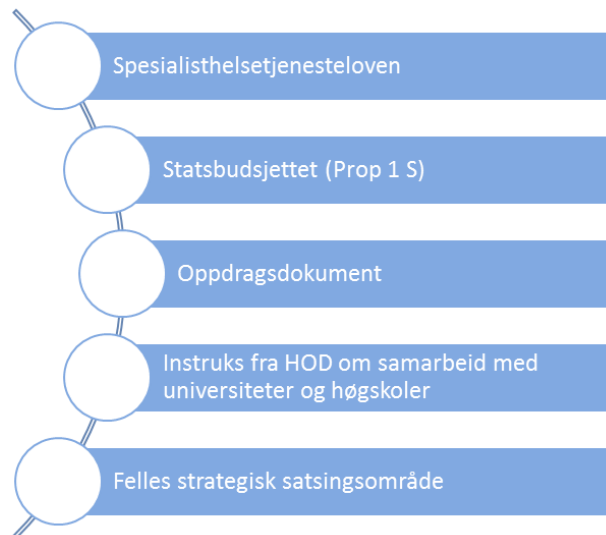 Spesialisthelsetjenesteloven
Statsbudsjettet (Prop 1 S)
Oppdragsdokument
Instruks fra HOD om samarbeid med
universiteter og høgskoler
Felles strategisk satsingsområde